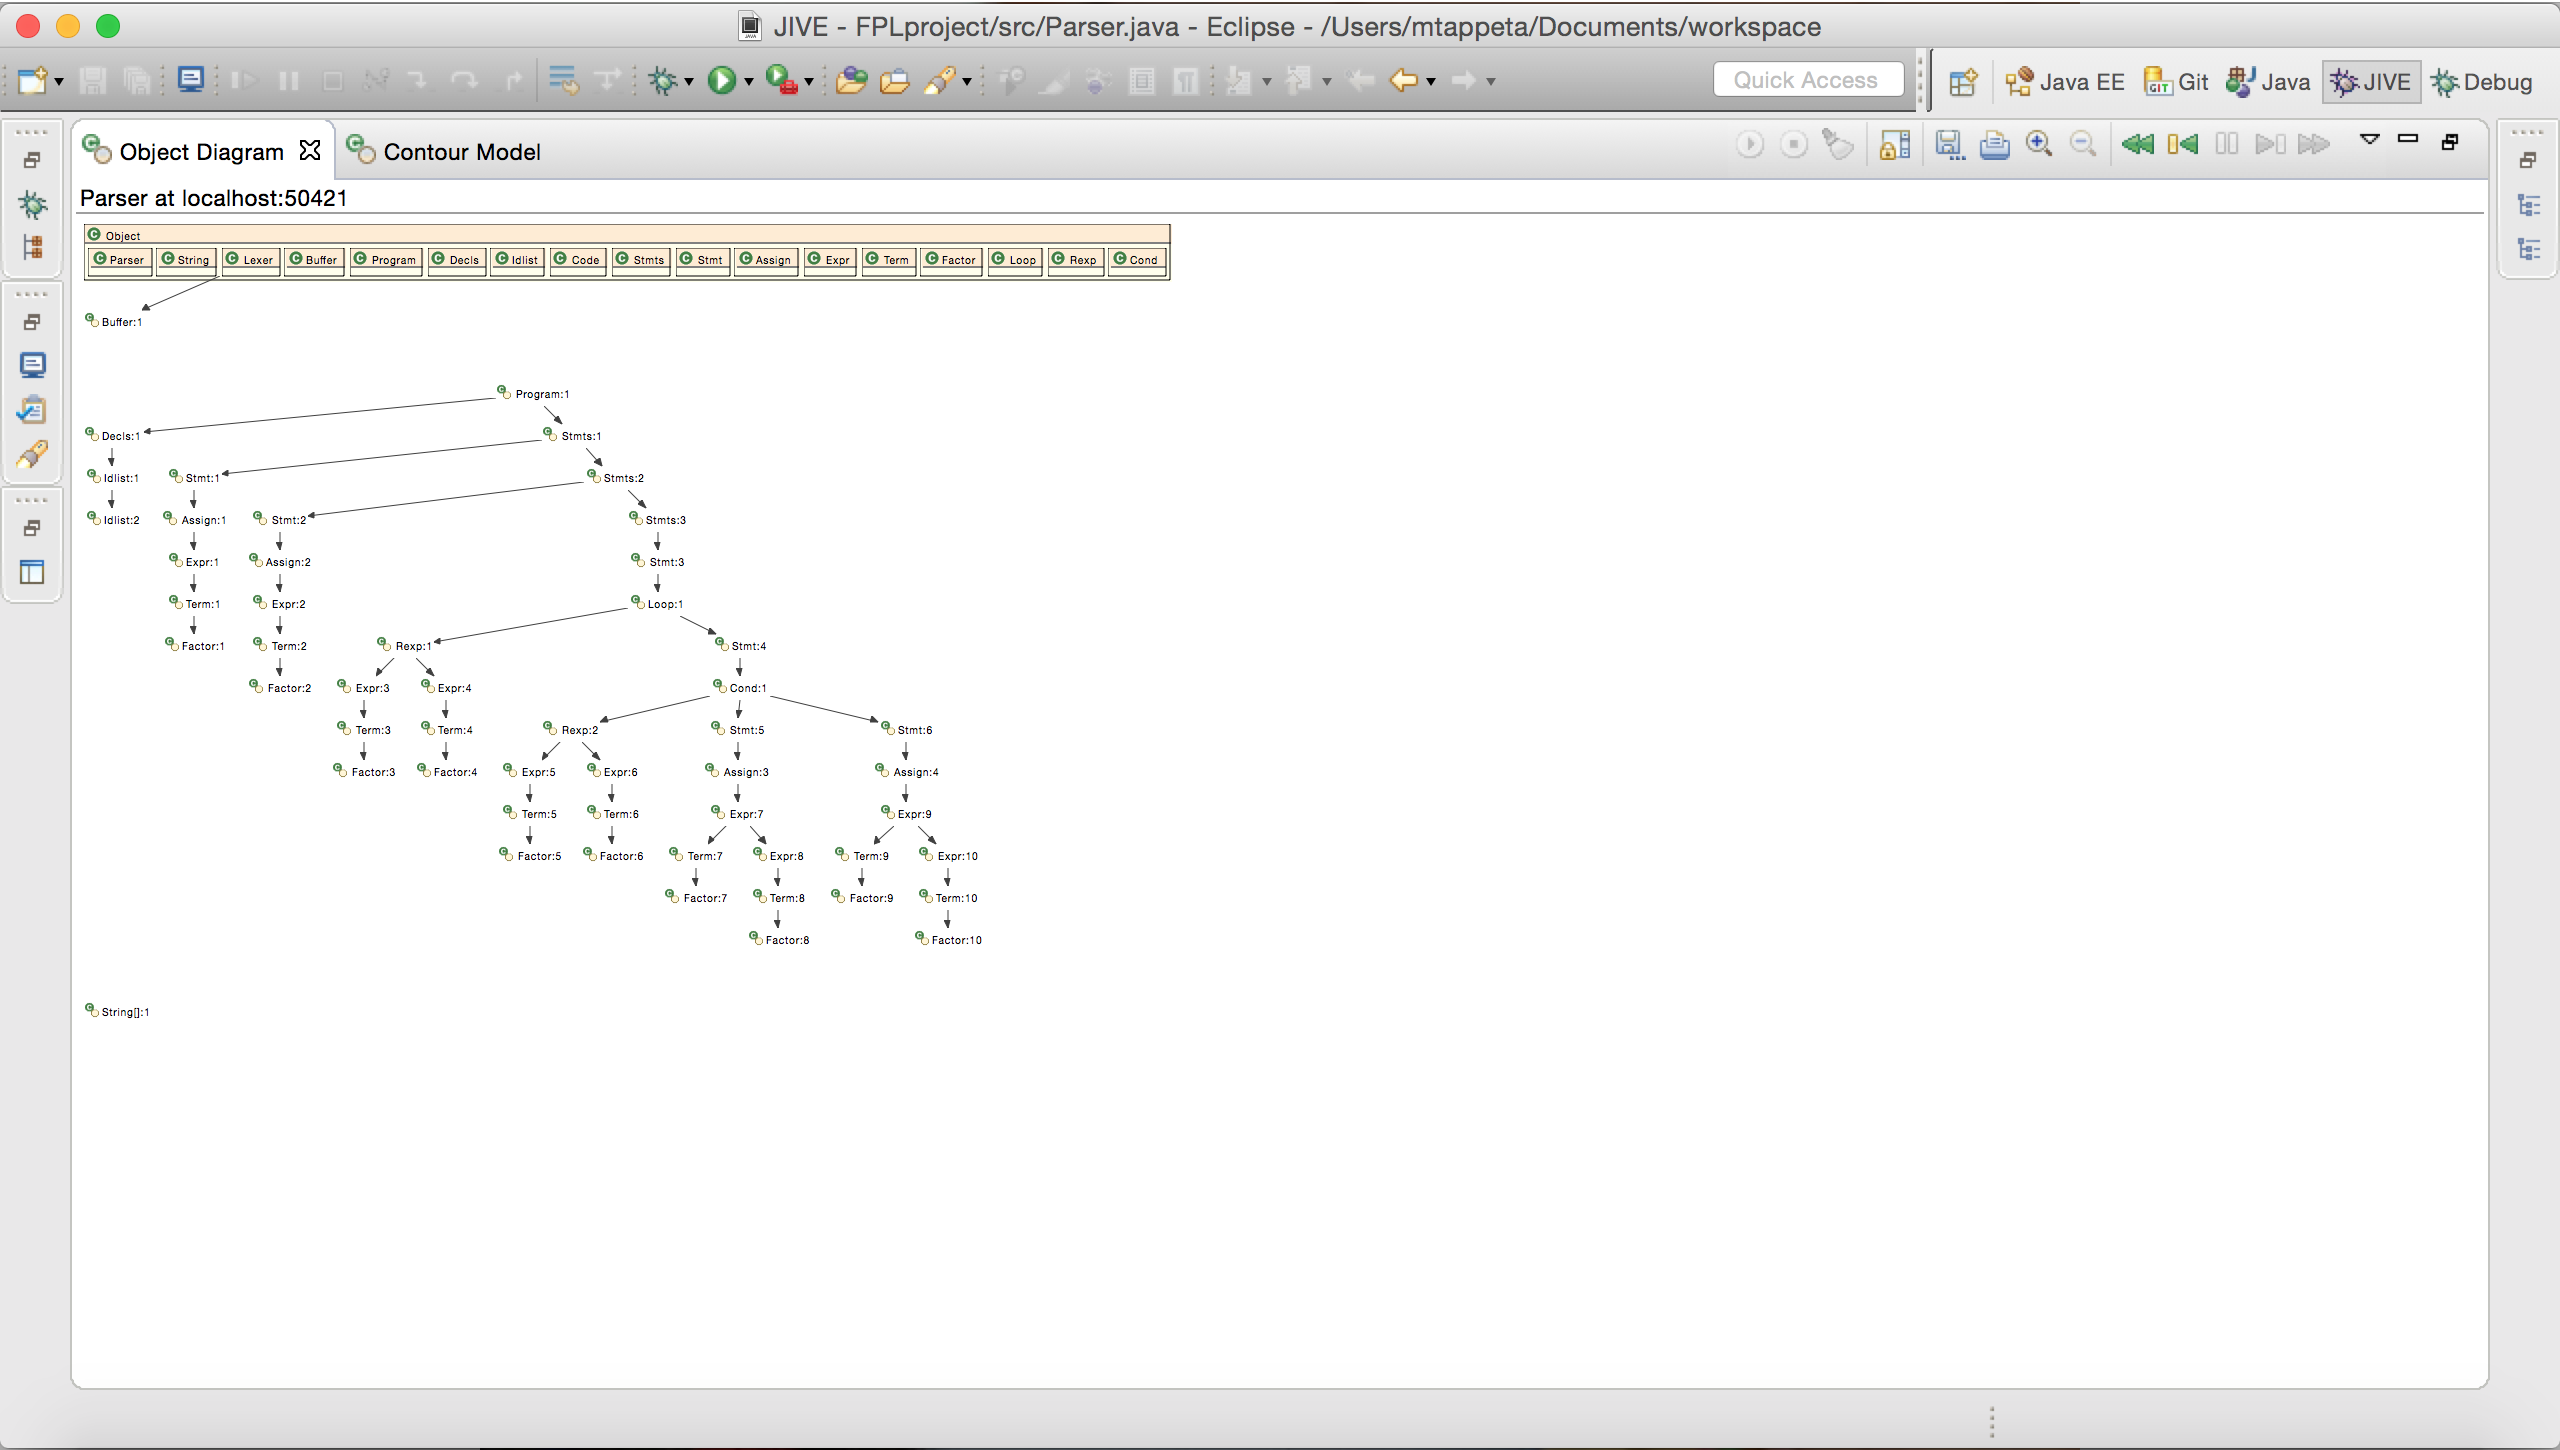 JIVE - FPLproject/src/Parser.java - Eclipse - /Users/mtappeta/Documents/workspace
Quick Access Java EE Git Java JIVE Debug
Object Diagram Contour Model
Parser at localhost:50421
Object
Parser String Lexer Buffer Program Decls Idlist Code Stmts Stmt Assign Expr Term Factor Loop Rexp Cond
Buffer:1
Program:1
Decls:1 Stmts:1
Idlist:1 Stmt:1 Stmts:2
Idlist:2 Assign:1 Stmt:2 Stmts:3
Expr:1 Assign:2 Stmt:3
Term:1 Expr:2 Loop:1
Factor:1 Term:2 Rexp:1 Stmt:4
Factor:2 Expr:3 Expr:4 Cond:1
Term:3 Term:4 Rexp:2 Stmt:5 Stmt:6
Factor:3 Factor:4 Expr:5 Expr:6 Assign:3 Assign:4
Term:5 Term:6 Expr:7 Expr:9
Factor:5 Factor:6 Term:7 Expr:8 Term:9 Expr:10
Factor:7 Term:8 Factor:9 Term:10
Factor:8 Factor:10
String[]:1